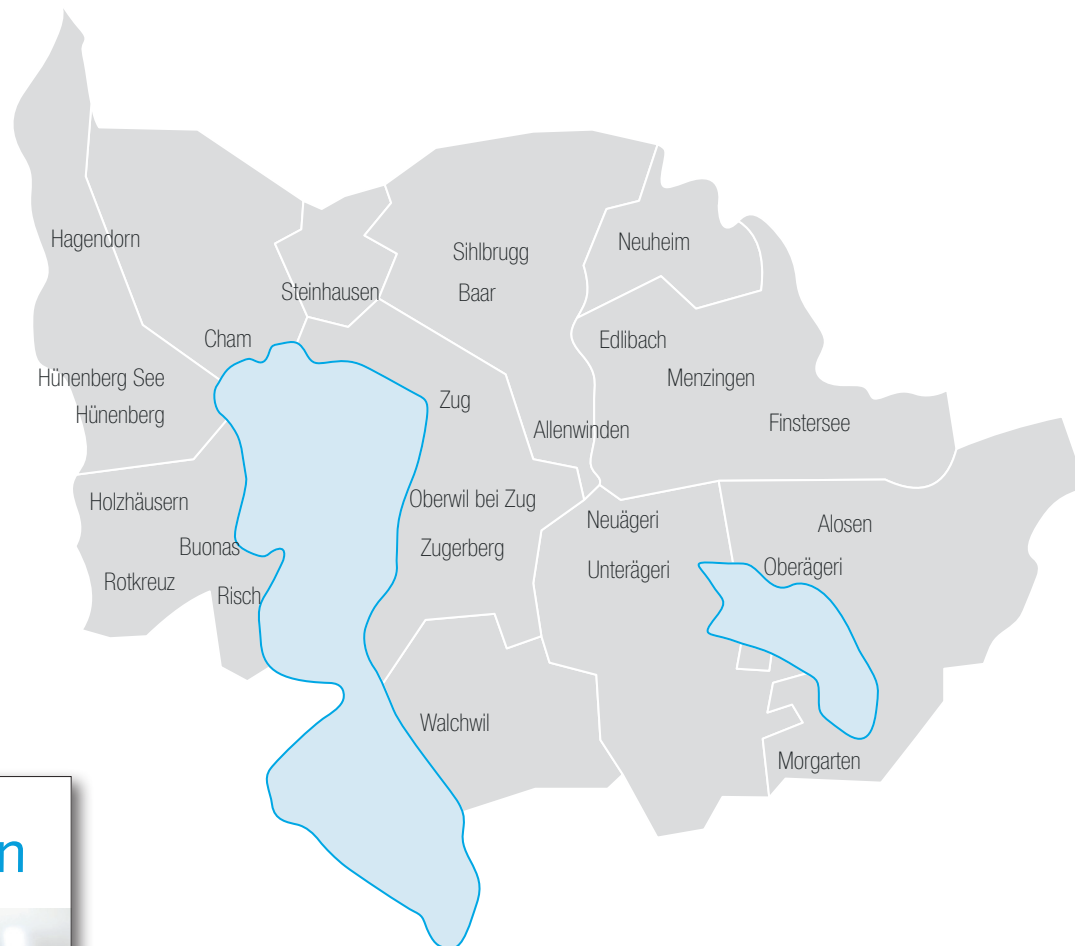 Hagendorn
Neuheim
Sihlbrugg
Steinhausen
Baar
Cham
Edlibach
Hünenberg See
Menzingen
Zug
Hünenberg
Finstersee
Allenwinden
Holzhäusern
Oberwil bei Zug
Neuägeri
Alosen
Buonas
Zugerberg
Oberägeri
Unterägeri
Rotkreuz
Risch
Walchwil
Morgarten
n